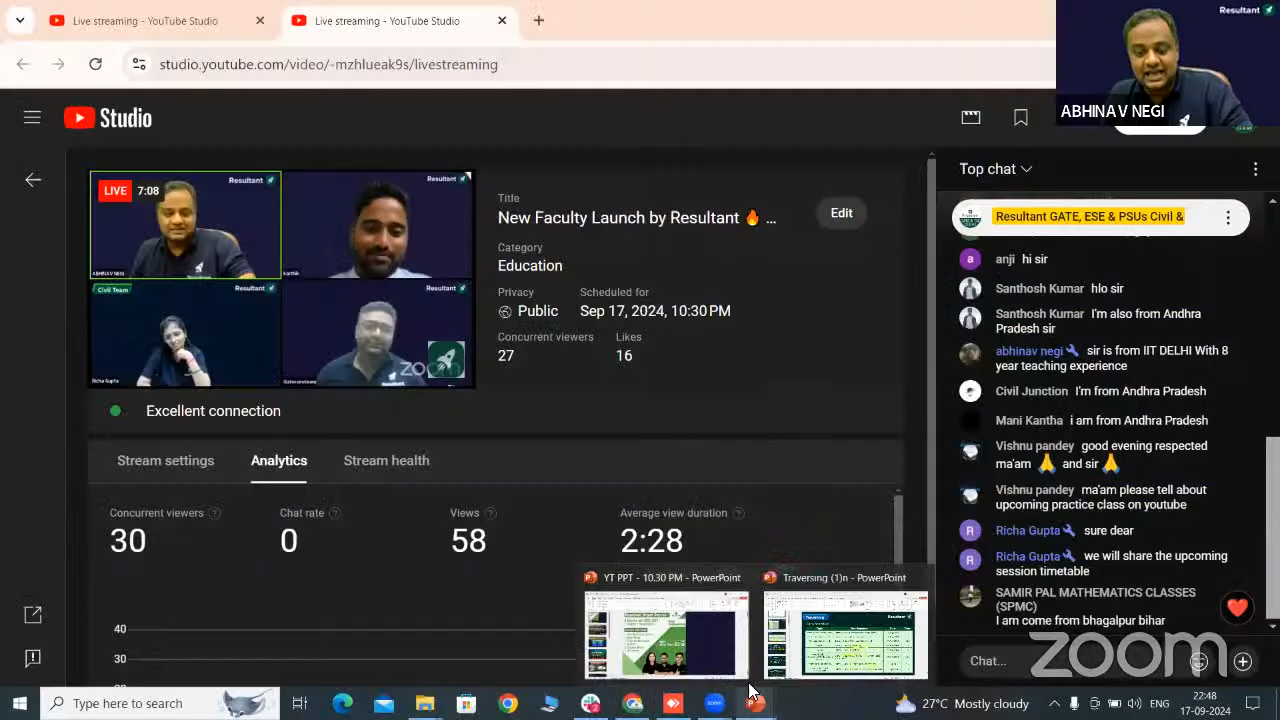 Live streaming - YouTube Studio
Live streaming - YouTube Studio
studio.youtube.com/video/-mzhlueak9s/livestreaming
Resultant
ABHINAV NEGI
Studio
LIVE 7:08
Resultant
ABHINAV NEGI
Resultant
Civil Team
Resultant
Richa Gupta
Resultant
zoom
Title
New Faculty Launch by Resultant 🔥 ...
Edit
Category
Education
Privacy
Public
Scheduled for
Sep 17, 2024, 10:30 PM
Concurrent viewers
27
Likes
16
Excellent connection
Stream settings
Analytics
Stream health
Concurrent viewers
30
Chat rate
0
Views
58
Average view duration
2:28
40
30
Top chat
Resultant GATE, ESE & PSUs Civil &
anji hi sir
Santhosh Kumar hlo sir
Santhosh Kumar I'm also from Andhra
Pradesh sir
abhinav negi sir is from IIT DELHI With 8
year teaching experience
Civil Junction I'm from Andhra Pradesh
Mani Kantha i am from Andhra Pradesh
Vishnu pandey good evening respected
ma'am 🙏 and sir 🙏
Vishnu pandey ma'am please tell about
upcoming practice class on youtube
Richa Gupta sure dear
Richa Gupta we will share the upcoming
session timetable
SAMIR PL MATHEMATICS CLASSES
(SPMC)
I am come from bhagalpur bihar
Chat...
zoom
YT PPT - 10.30 PM - PowerPoint
Traversing (1)n - PowerPoint
Type here to search
zoom
27°C Mostly cloudy
ENG
22:48
17-09-2024